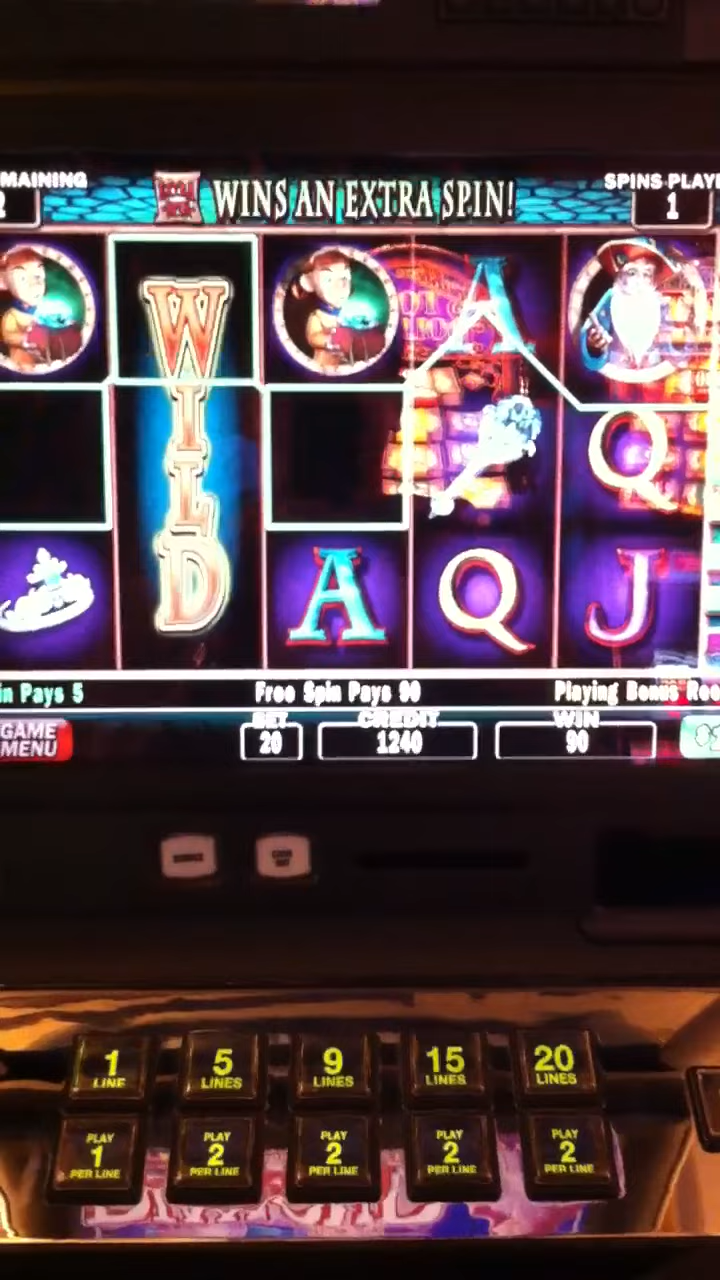 MAINING
2
WINS AN EXTRA SPIN!
SPINS PLAYE
1
WILD
A
Q
A
Q
J
in Pays 5
Free Spin Pays 90
Playing Bonus
GAME
MENU
BET
20
CREDIT
1240
WIN
90
1
LINE
5
LINES
9
LINES
15
LINES
20
LINES
PLAY
1
PER LINE
PLAY
2
PER LINE
PLAY
2
PER LINE
PLAY
2
PER LINE
PLAY
2
PER LINE